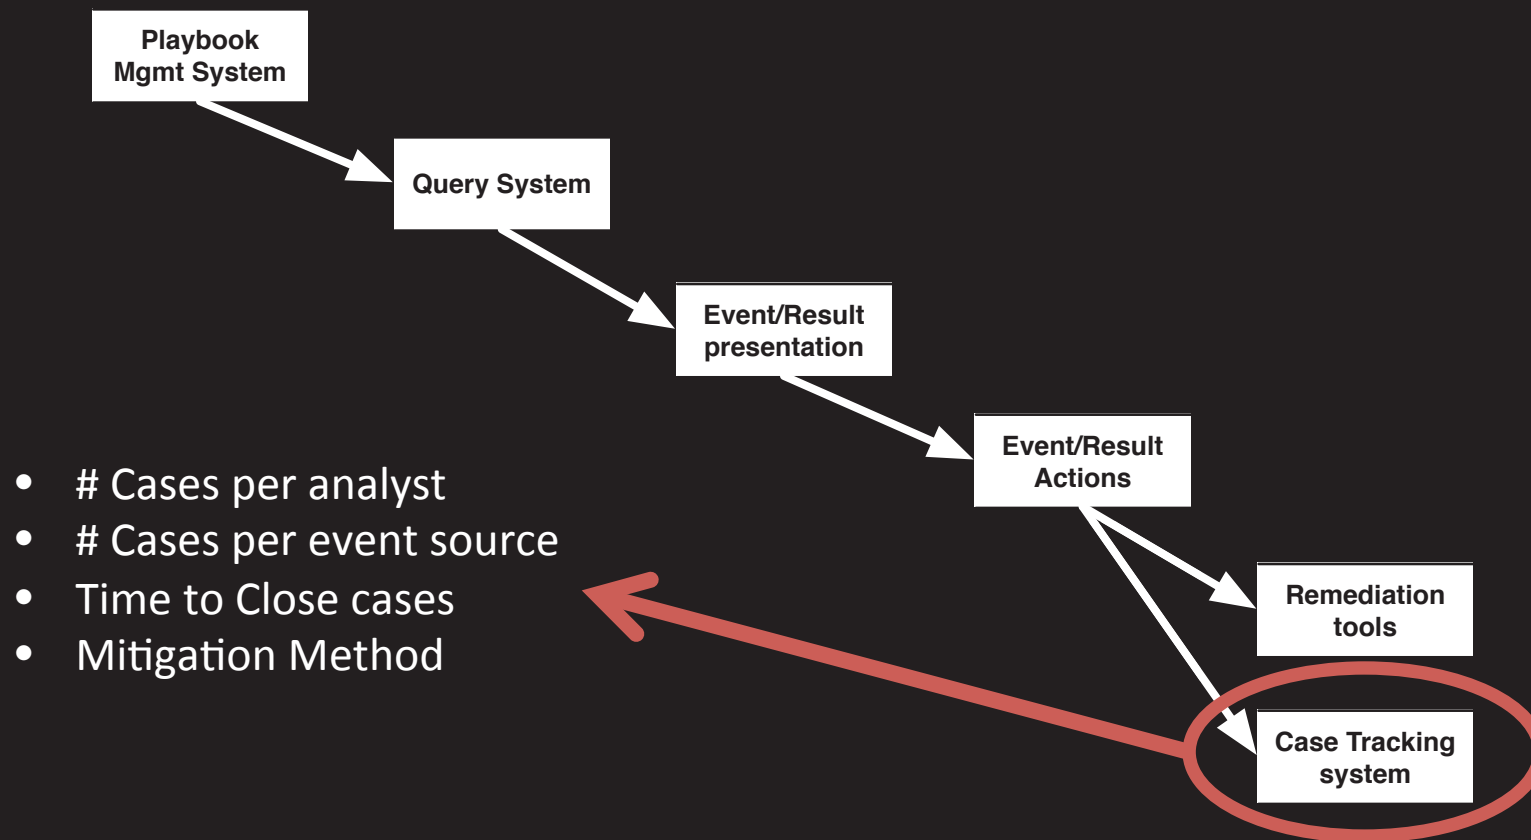 Playbook
Mgmt System
Query System
Event/Result
presentation
Event/Result
Actions
• # Cases per analyst
• # Cases per event source
• Time to Close cases
• Mitigation Method
Remediation
tools
Case Tracking
system